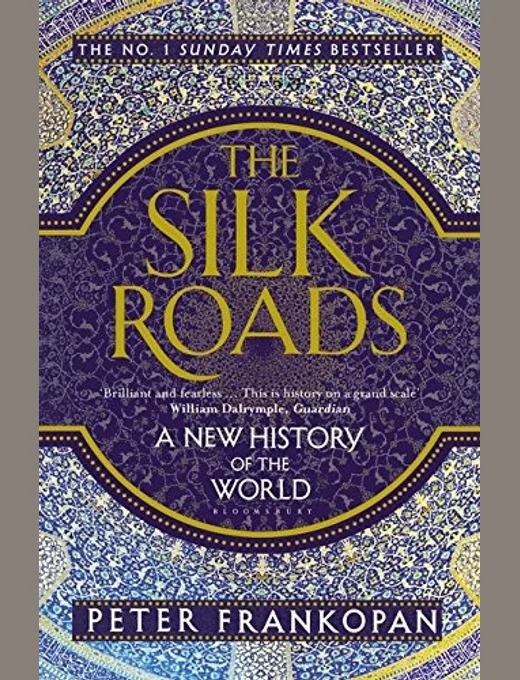 THE NO. 1 SUNDAY TIMES BESTSELLER
THE
SILK
ROADS
‘Brilliant and fearless ... This is history on a grand scale’
William Dalrymple, Guardian
A NEW HISTORY
OF THE
WORLD
BLOOMSBURY
PETER FRANKOPAN